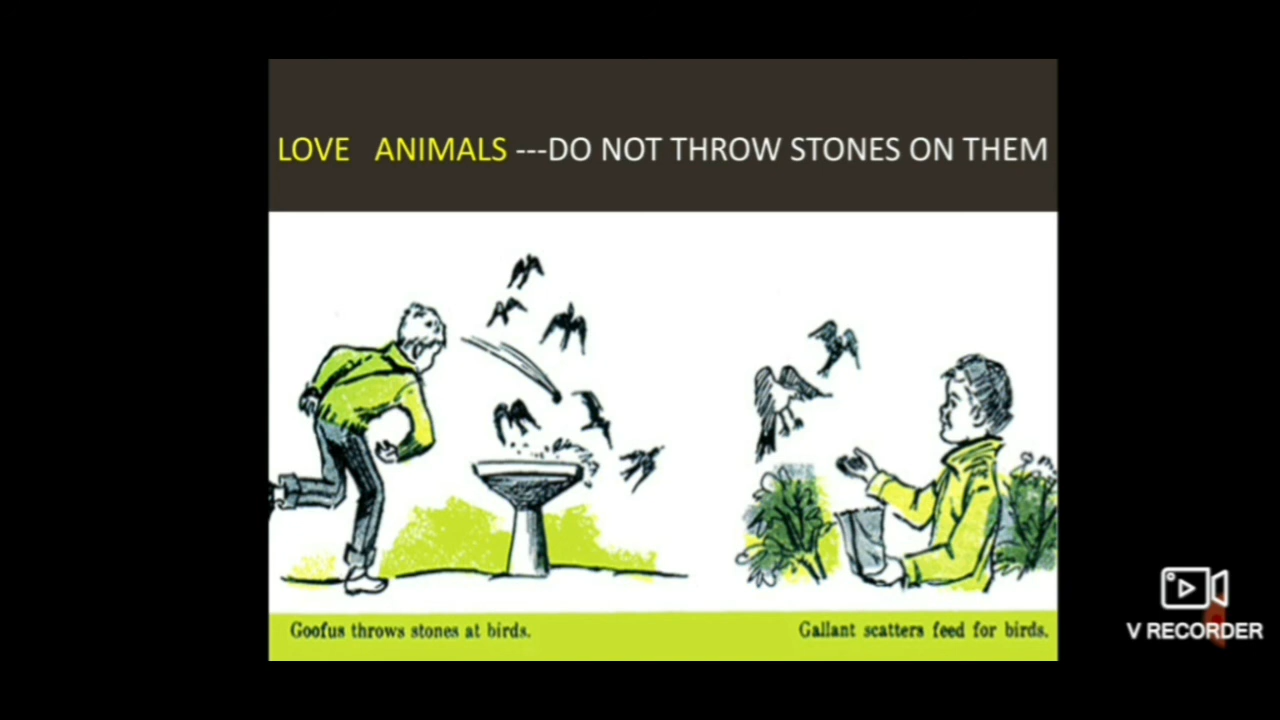 LOVE ANIMALS ---DO NOT THROW STONES ON THEM
Goofus throws stones at birds.
Gallant scatters feed for birds.
V RECORDER